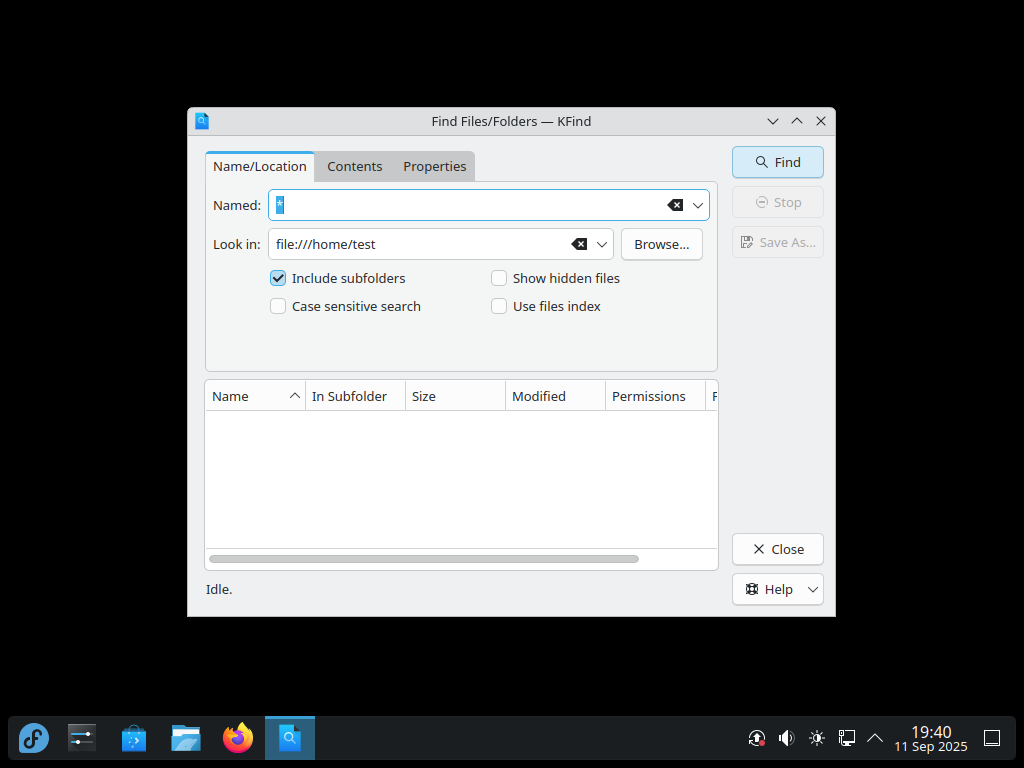 Find Files/Folders — KFind
Name/Location
Contents
Properties
Find
Named:
*
Stop
Look in:
file:///home/test
Browse...
Save As...
Include subfolders
Show hidden files
Case sensitive search
Use files index
Name
In Subfolder
Size
Modified
Permissions
Close
Idle.
Help
19:40
11 Sep 2025